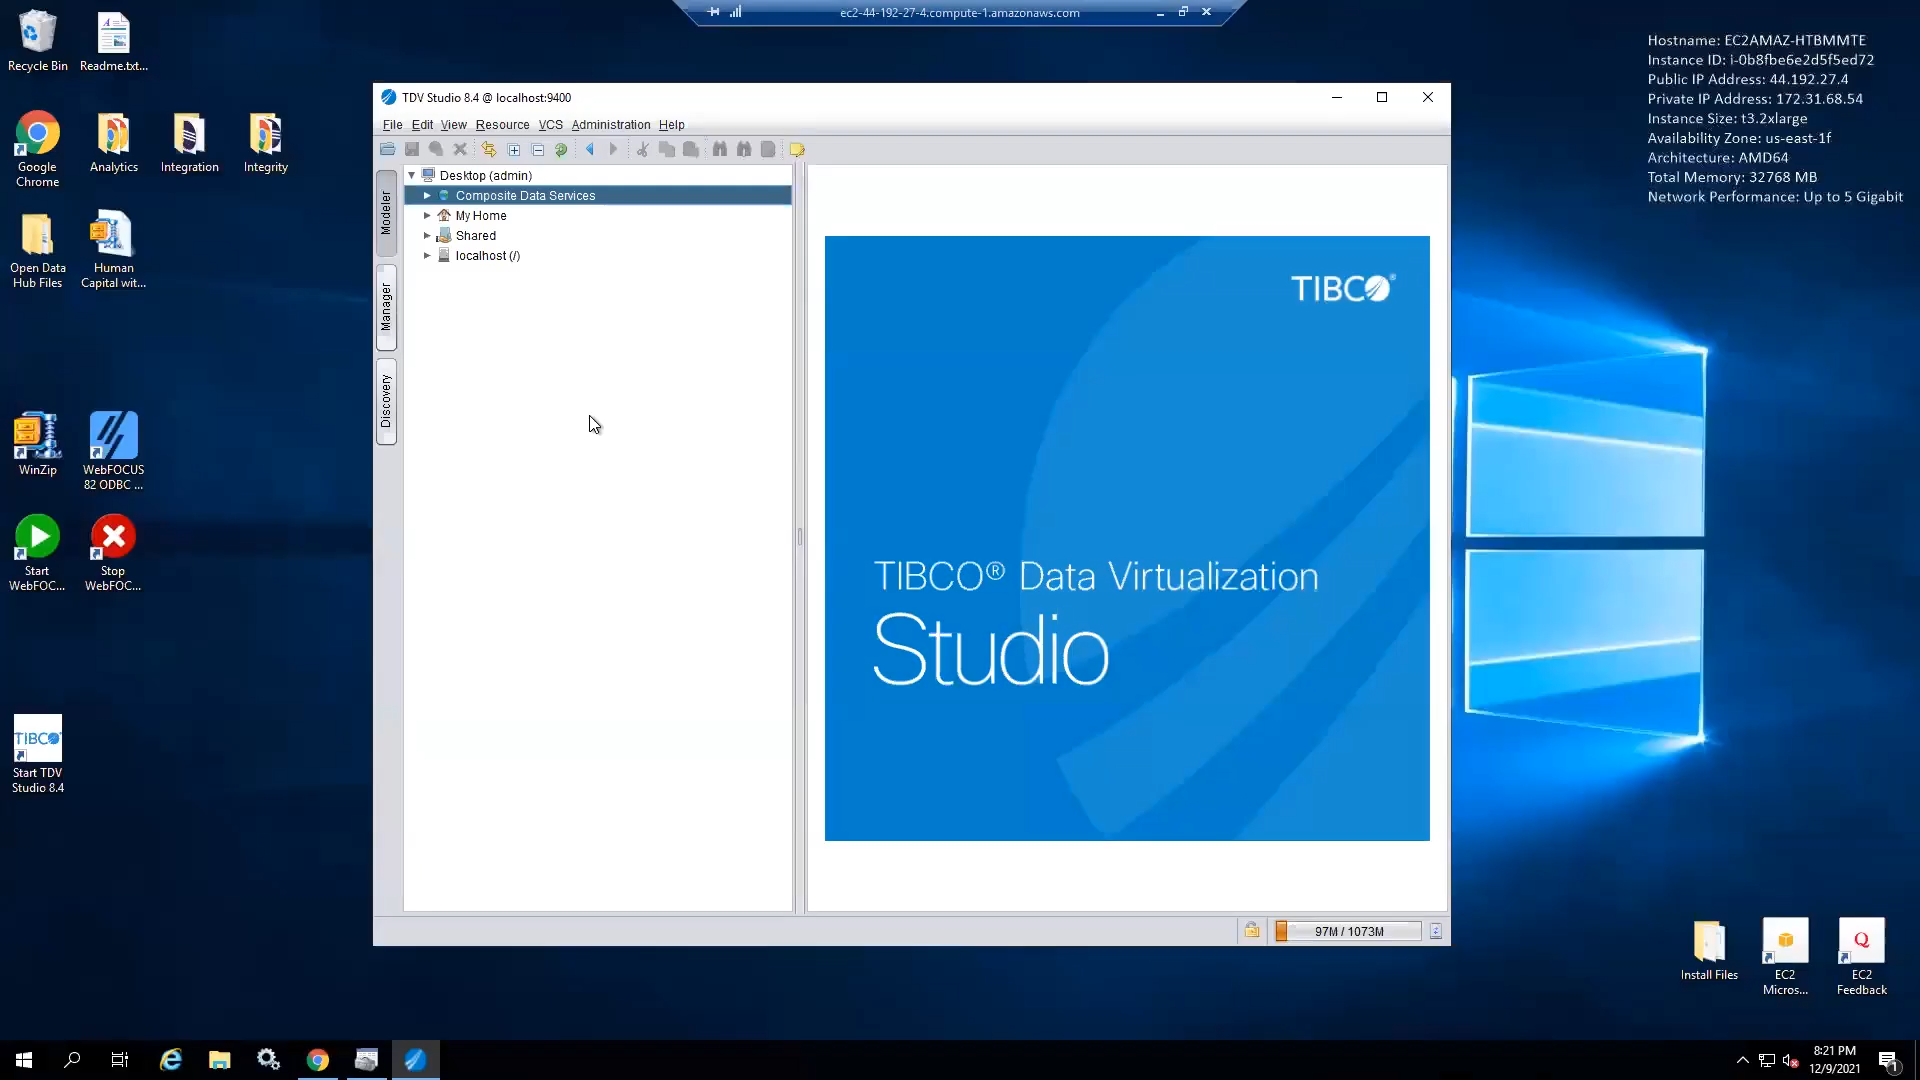 ec2-44-192-27-4.compute-1.amazonaws.com
Recycle Bin
Readme.txt...
Google
Chrome
Analytics
Integration
Integrity
Open Data
Hub Files
Human
Capital wit...
WinZip
WebFOCUS
82 ODBC ...
Start
WebFOC...
Stop
WebFOC...
TIBCO
Start TDV
Studio 8.4
Hostname: EC2AMAZ-HTBMMTE
Instance ID: i-0b8fbe6e2d5f5ed72
Public IP Address: 44.192.27.4
Private IP Address: 172.31.68.54
Instance Size: t3.2xlarge
Availability Zone: us-east-1f
Architecture: AMD64
Total Memory: 32768 MB
Network Performance: Up to 5 Gigabit
TDV Studio 8.4 @ localhost:9400
File Edit View Resource VCS Administration Help
Modeler
Manager
Discovery
Desktop (admin)
Composite Data Services
My Home
Shared
localhost (/)
TIBCO®
TIBCO® Data Virtualization
Studio
97M / 1073M
Install Files
EC2
Micros...
Q
EC2
Feedback
8:21 PM
12/9/2021
1